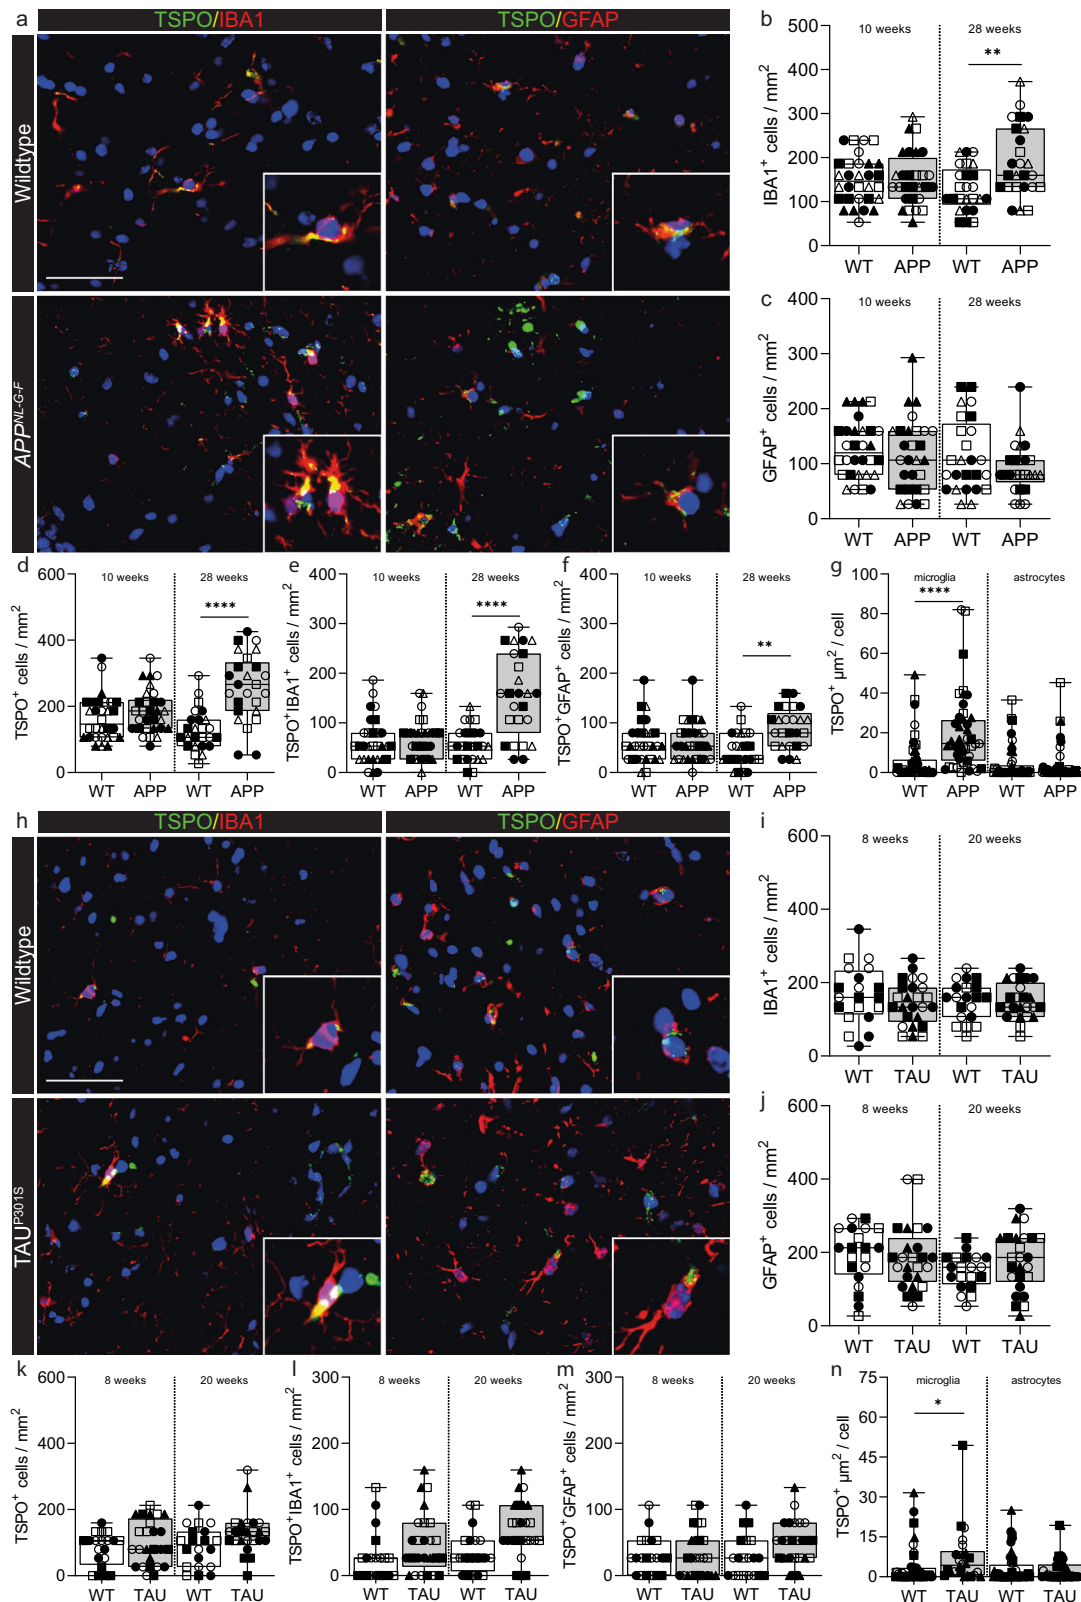 a
TSPO/IBA1
TSPO/GFAP
Wildtype
APP^NL-G-F
b
IBA1⁺ cells / mm²
500
400
300
200
100
0
10 weeks
28 weeks
**
WT
APP
WT
APP
c
GFAP⁺ cells / mm²
400
300
200
100
0
10 weeks
28 weeks
WT
APP
WT
APP
d
TSPO⁺ cells / mm²
600
400
200
0
10 weeks
28 weeks
****
WT
APP
WT
APP
e
TSPO⁺IBA1⁺ cells / mm²
400
300
200
100
0
10 weeks
28 weeks
****
WT
APP
WT
APP
f
TSPO⁺GFAP⁺ cells / mm²
400
300
200
100
0
10 weeks
28 weeks
**
WT
APP
WT
APP
g
TSPO⁺ µm² / cell
100
80
60
40
20
0
microglia
astrocytes
****
WT
APP
WT
APP
h
TSPO/IBA1
TSPO/GFAP
Wildtype
TAU^P301S
i
IBA1⁺ cells / mm²
600
400
200
0
8 weeks
20 weeks
WT
TAU
WT
TAU
j
GFAP⁺ cells / mm²
600
400
200
0
8 weeks
20 weeks
WT
TAU
WT
TAU
k
TSPO⁺ cells / mm²
600
400
200
0
8 weeks
20 weeks
WT
TAU
WT
TAU
l
TSPO⁺IBA1⁺ cells / mm²
300
200
100
0
8 weeks
20 weeks
WT
TAU
WT
TAU
m
TSPO⁺GFAP⁺ cells / mm²
300
200
100
0
8 weeks
20 weeks
WT
TAU
WT
TAU
n
TSPO⁺ µm² / cell
75
60
45
30
15
0
microglia
astrocytes
*
WT
TAU
WT
TAU